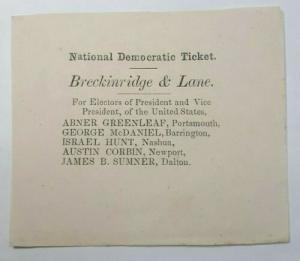 National Democratic Ticket.
Breckinridge & Lane.
For Electors of President and Vice
President, of the United States,
ABNER GREENLEAF, Portsmouth,
GEORGE McDANIEL, Barrington,
ISRAEL HUNT, Nashua,
AUSTIN CORBIN, Newport,
JAMES B. SUMNER, Dalton.